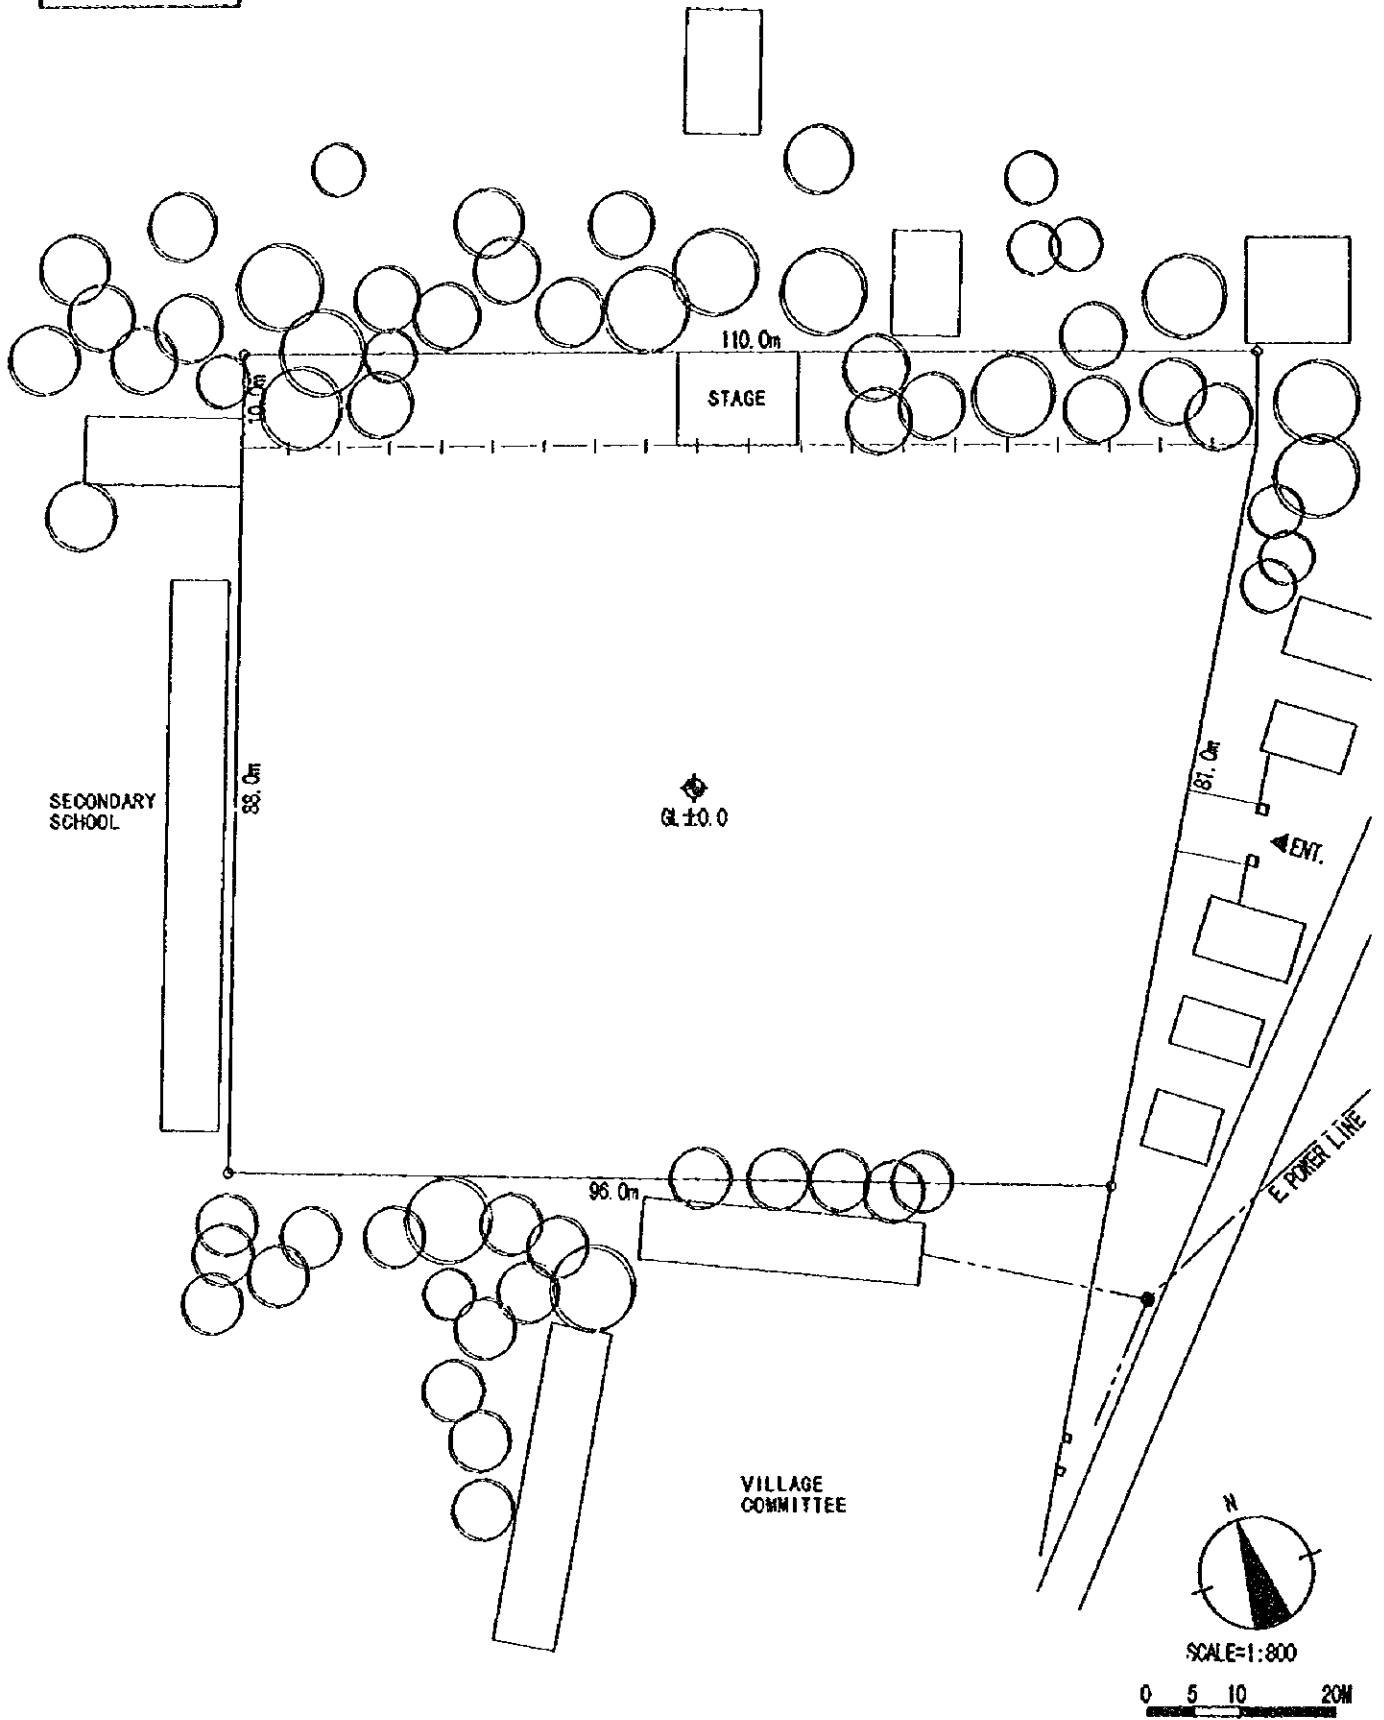 110.0m
10.0m
STAGE
88.0m
SECONDARY
SCHOOL
GL±0.0
87.0m
ENT.
96.0m
E. POWER LINE
VILLAGE
COMMITTEE
N
SCALE=1:800
0 5 10 20M